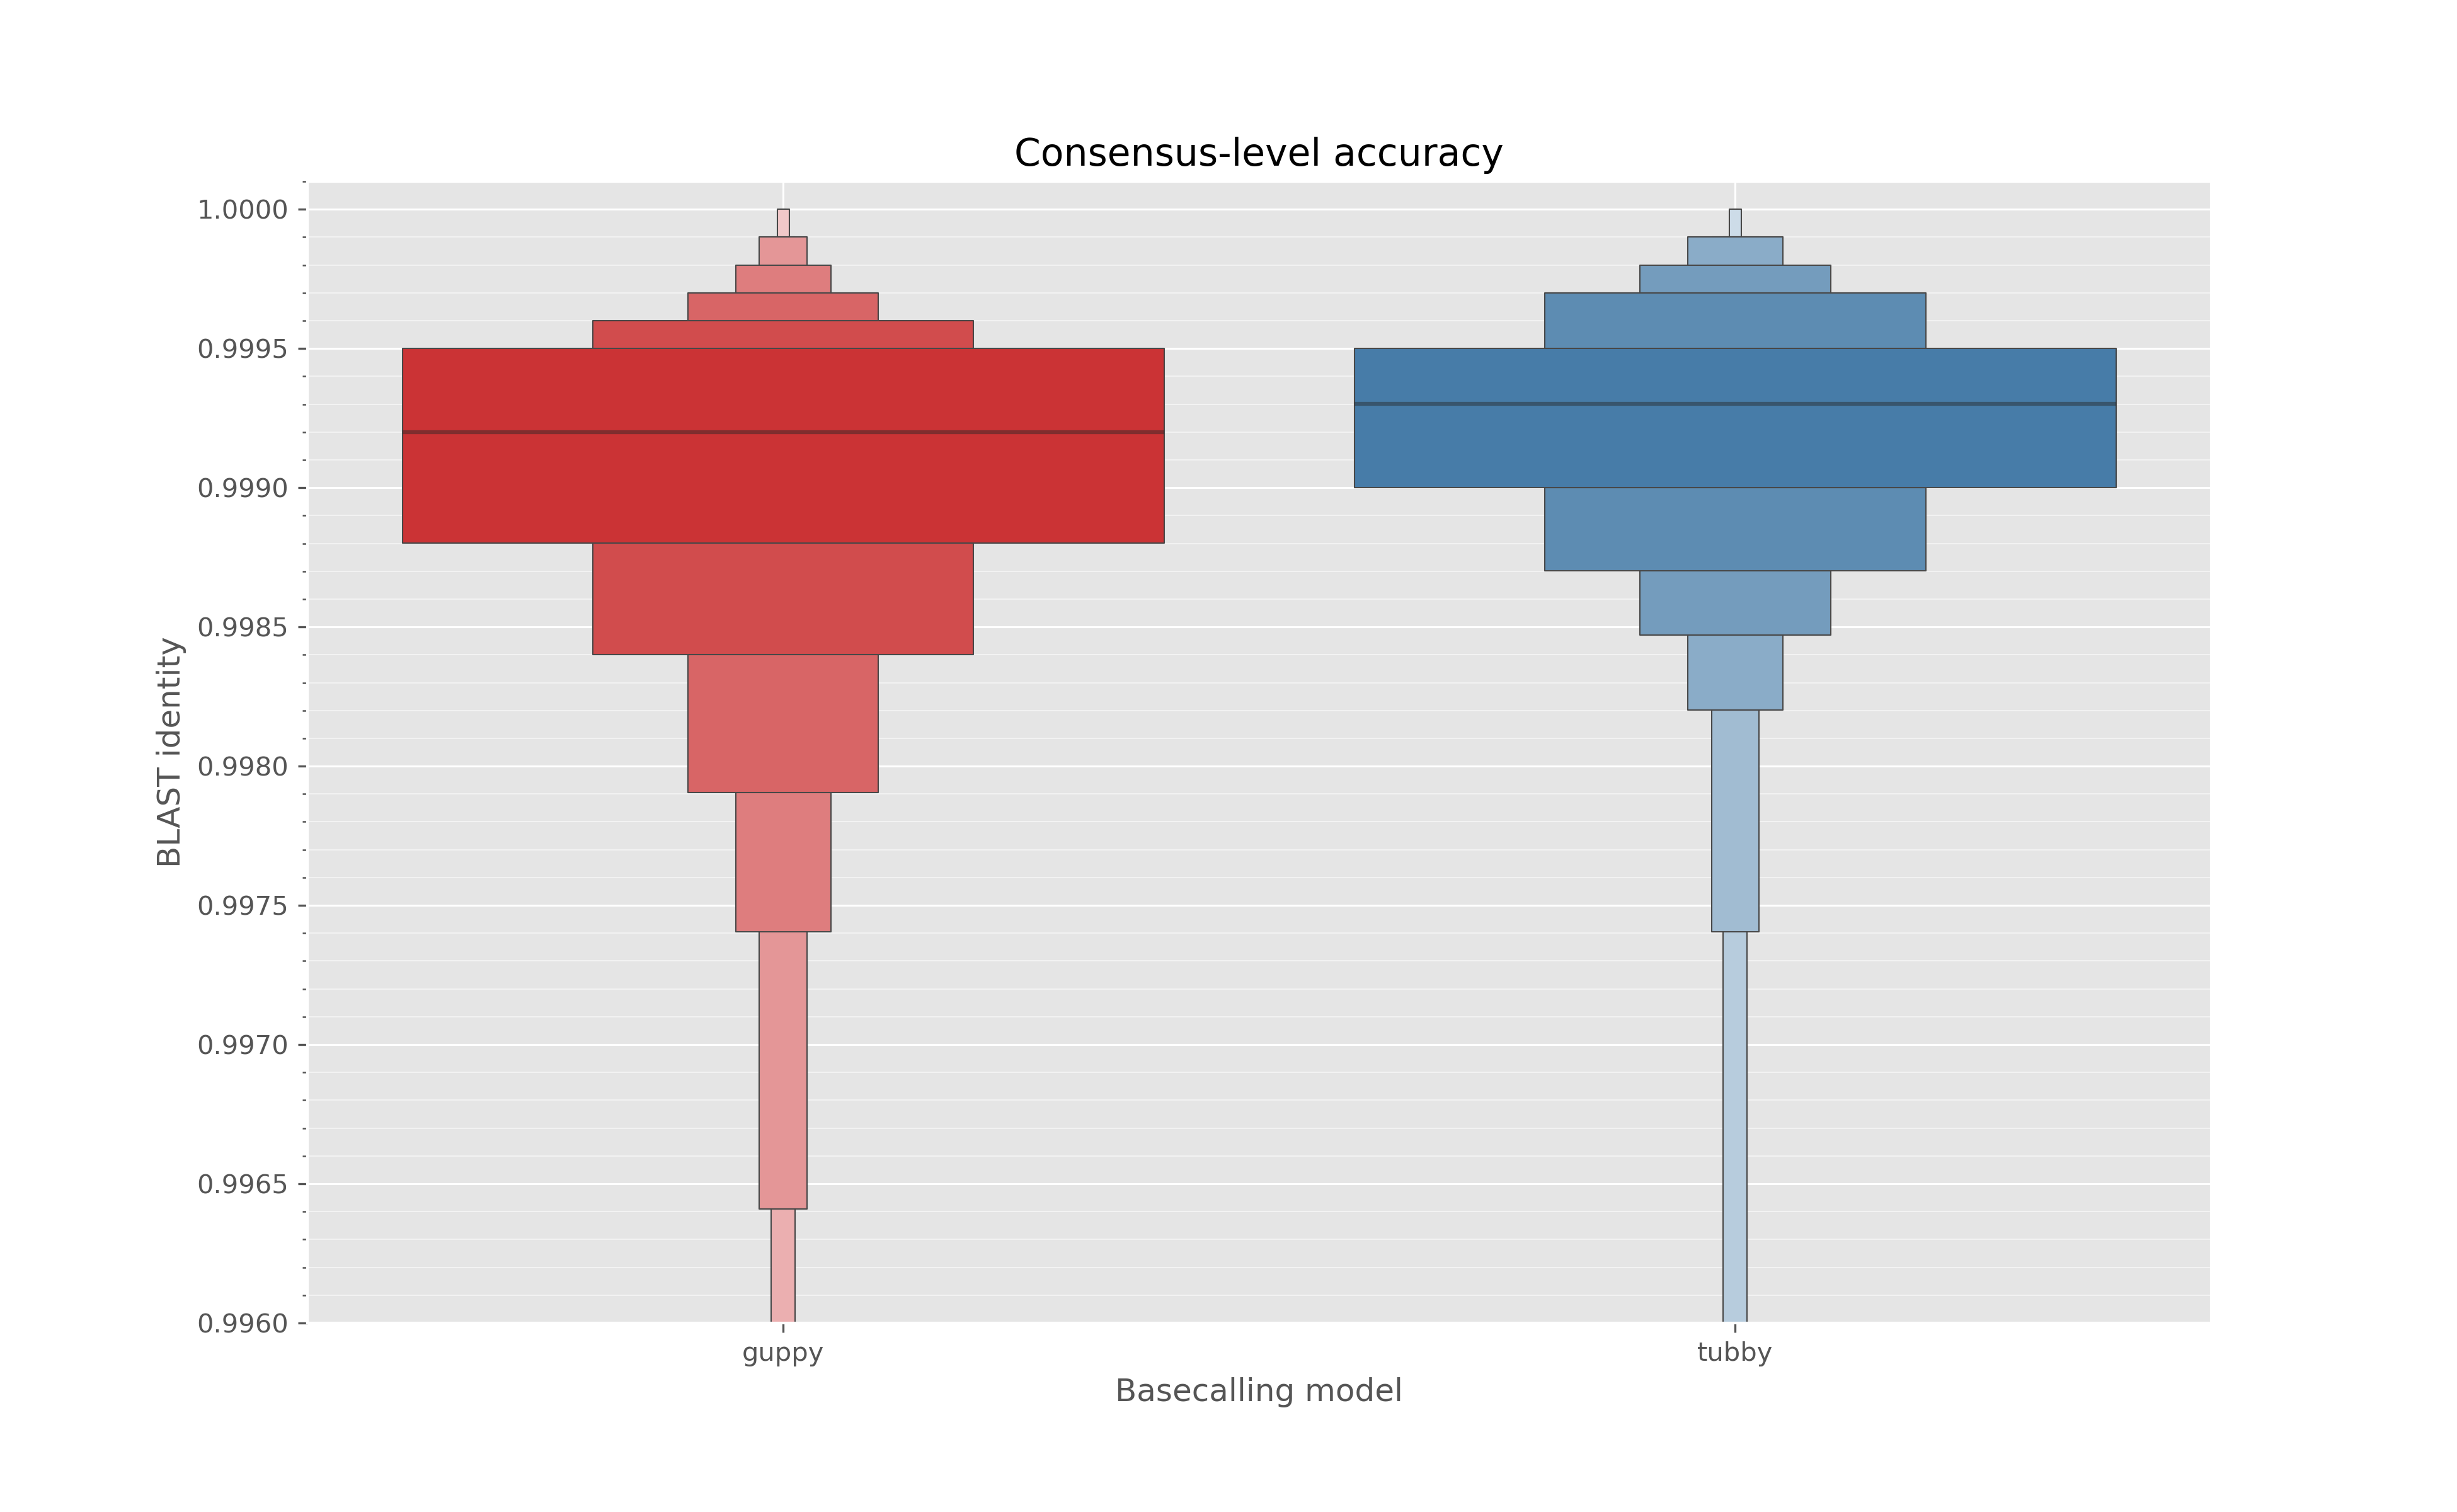 Consensus-level accuracy
1.0000
0.9995
0.9990
0.9985
0.9980
0.9975
0.9970
0.9965
0.9960
BLAST identity
guppy
tubby
Basecalling model